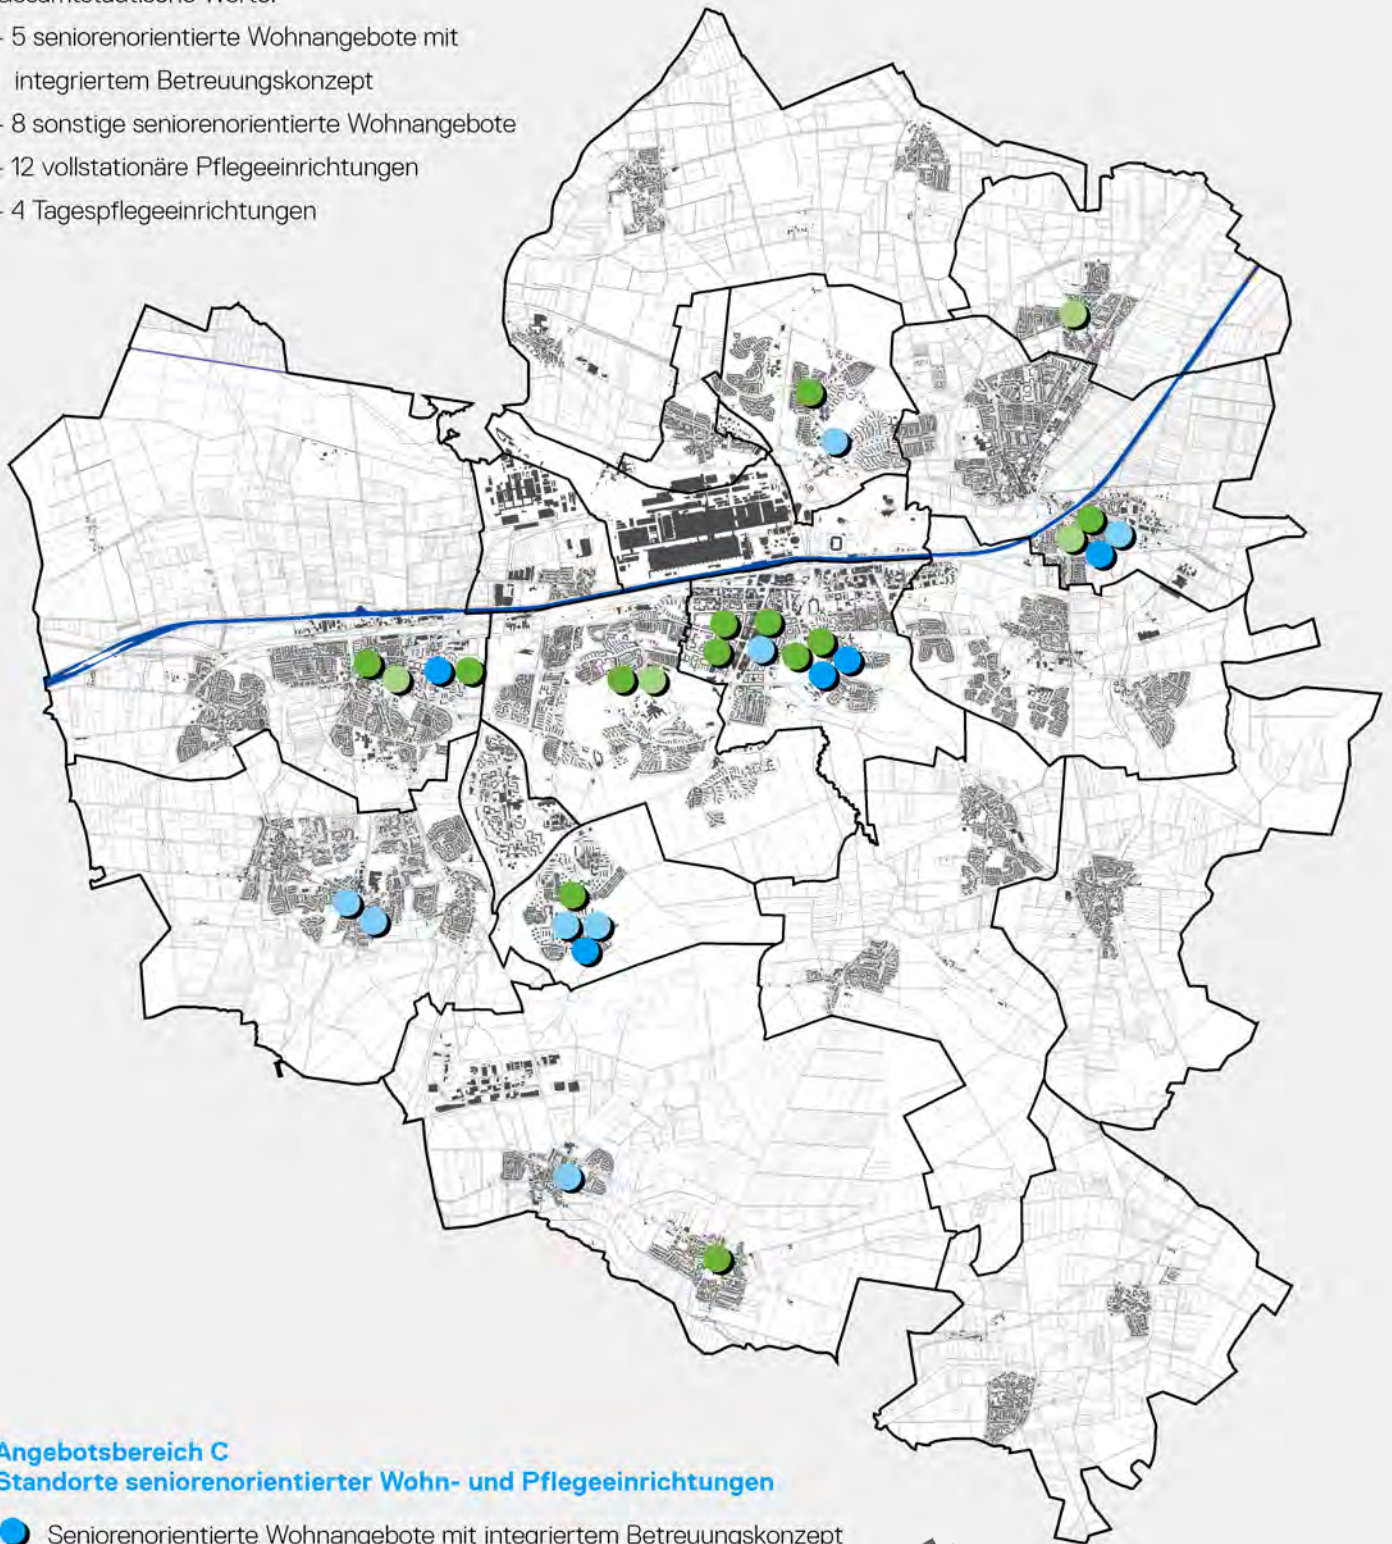 - 5 seniorenorientierte Wohnangebote mit
integriertem Betreuungskonzept
- 8 sonstige seniorenorientierte Wohnangebote
- 12 vollstationäre Pflegeeinrichtungen
- 4 Tagespflegeeinrichtungen
Angebotsbereich C
Standorte seniorenorientierter Wohn- und Pflegeeinrichtungen
Seniorenorientierte Wohnangebote mit integriertem Betreuungskonzept